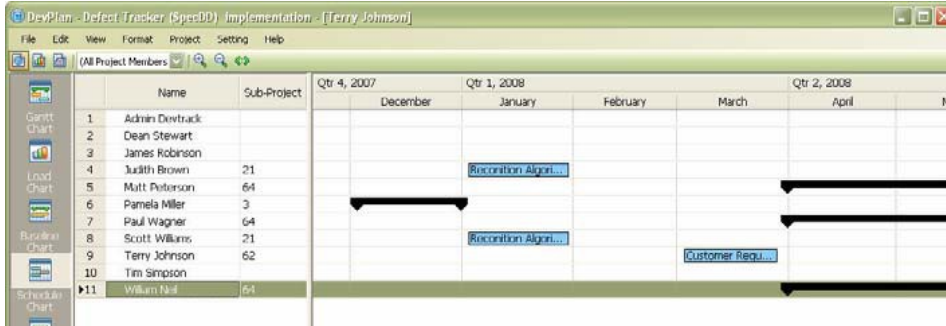 DevPlan - Defect Tracker (SpecDD) Implementation - [Terry Johnson]
File Edit View Format Project Setting Help
(All Project Members
Name Sub-Project Qtr 4, 2007 Qtr 1, 2008 Qtr 2, 2008
December January February March April
Gantt
Chart
1 Admin Devtrack
2 Dean Stewart
3 James Robinson
Load
Chart
4 Judith Brown 21 Reconition Algori...
5 Matt Peterson 64
6 Pamela Miller 3
7 Paul Wagner 64
Baseline
Chart
8 Scott Williams 21 Reconition Algori...
9 Terry Johnson 62 Customer Requ...
10 Tim Simpson
11 William Neil 64
Schedule
Chart